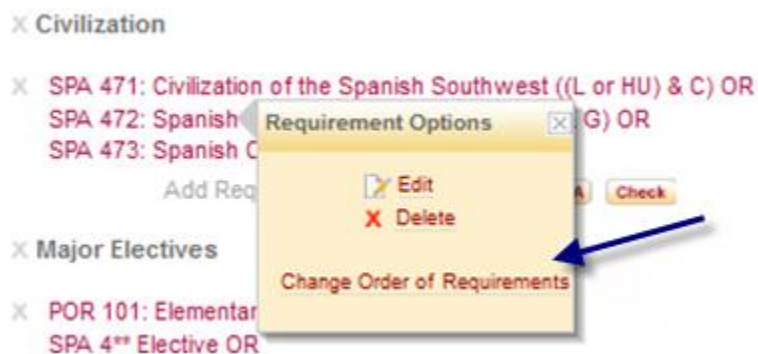 X Civilization
X SPA 471: Civilization of the Spanish Southwest ((L or HU) & C) OR
SPA 472: Spanish G) OR
SPA 473: Spanish C
Requirement Options X
Edit
X Delete
Change Order of Requirements
Add Req A Check
X Major Electives
X POR 101: Elementar
SPA 4** Elective OR